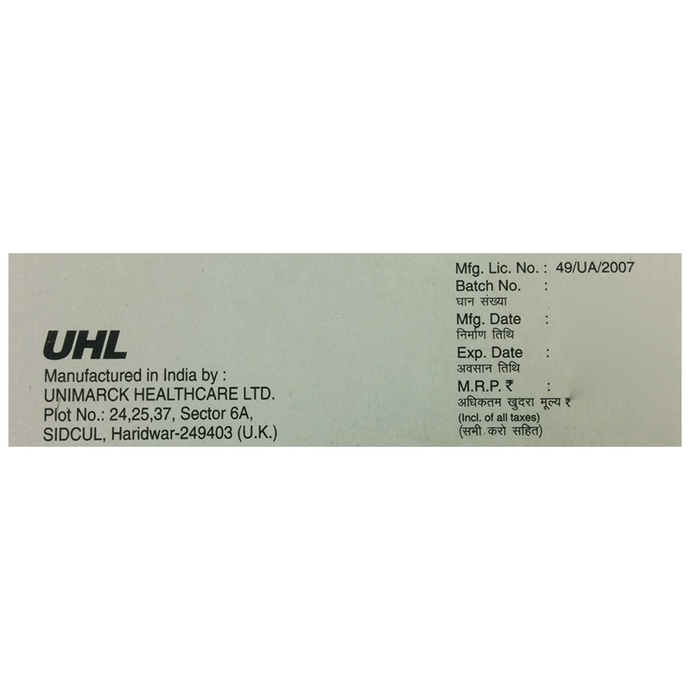 UHL
Manufactured in India by :
UNIMARCK HEALTHCARE LTD.
Plot No.: 24,25,37, Sector 6A,
SIDCUL, Haridwar-249403 (U.K.)
Mfg. Lic. No. : 49/UA/2007
Batch No. :
घान संख्या
Mfg. Date :
निर्माण तिथि
Exp. Date :
अवसान तिथि
M.R.P. ₹ :
अधिकतम खुदरा मूल्य ₹
(Incl. of all taxes)
(सभी करो सहित)